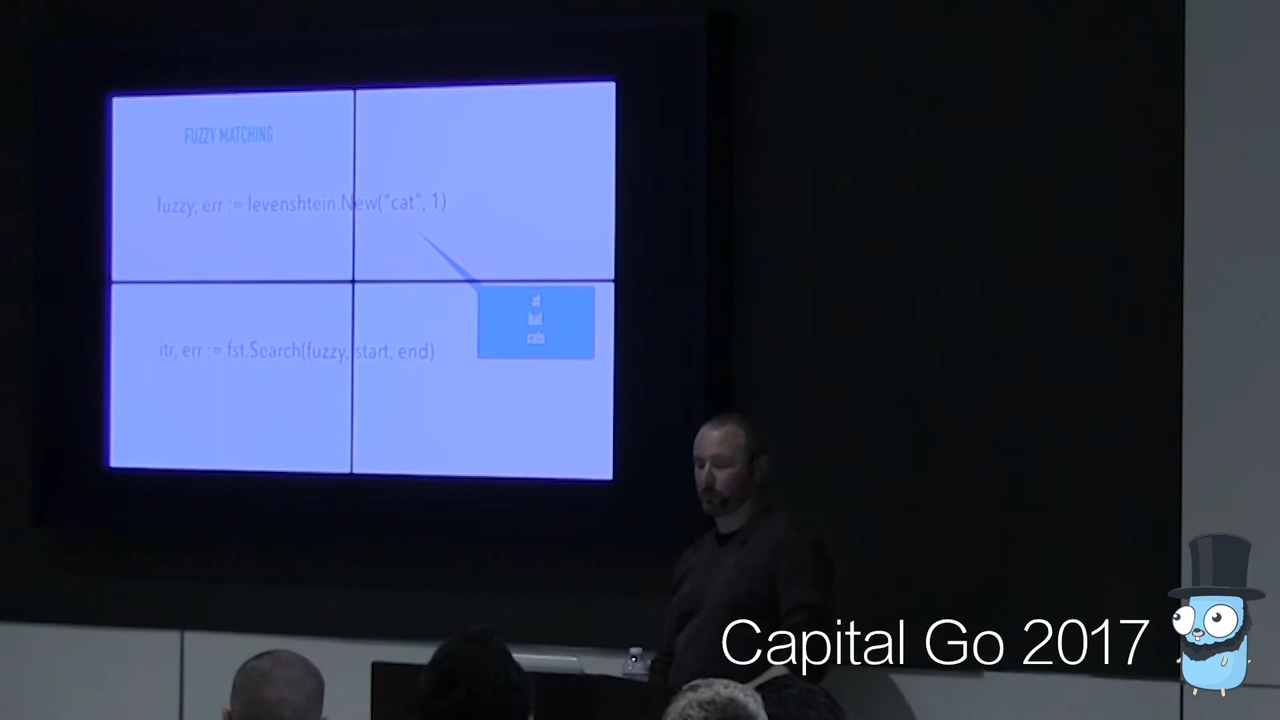 FUZZY MATCHING
fuzzy, err := levenshtein.New("cat", 1)
at
bat
cats
itr, err := fst.Search(fuzzy, start, end)
Capital Go 2017